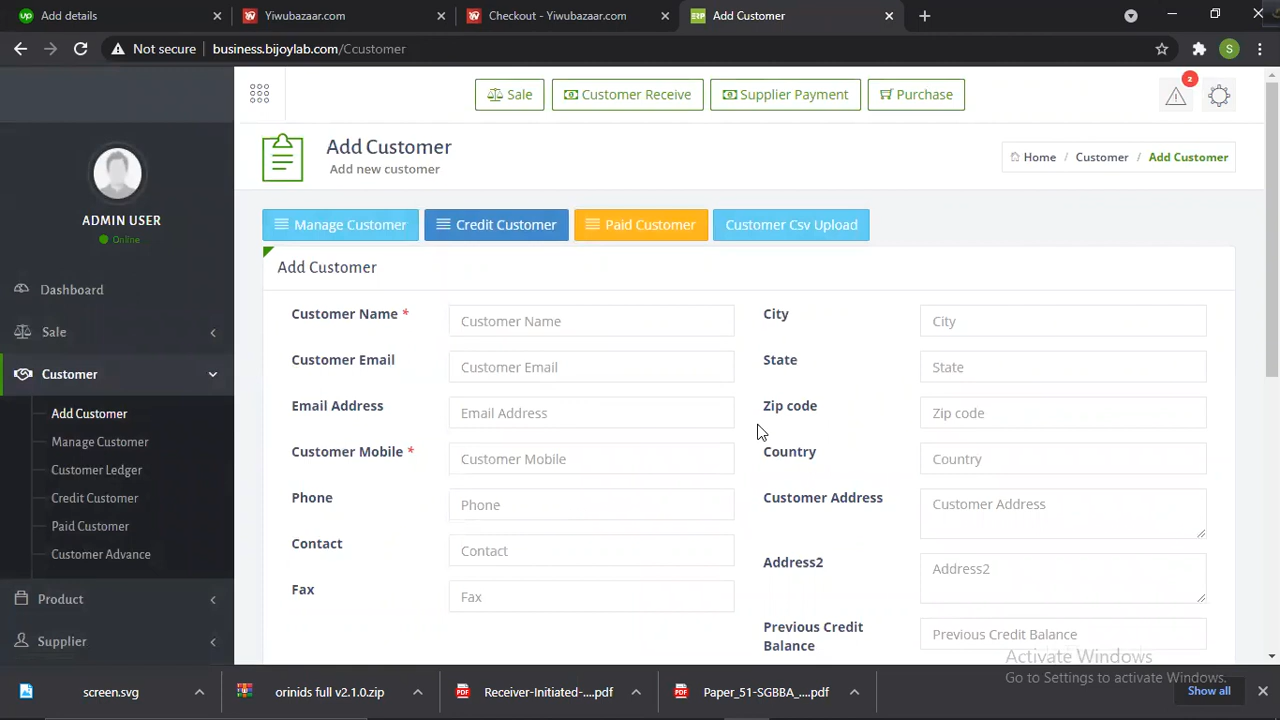 up Add details
Yiwubazaar.com
Checkout - Yiwubazaar.com
ERP Add Customer
Not secure business.bijoylab.com/Ccustomer
S
Sale
Customer Receive
Supplier Payment
Purchase
2
Add Customer
Add new customer
Home / Customer / Add Customer
ADMIN USER
Online
Manage Customer
Credit Customer
Paid Customer
Customer Csv Upload
Dashboard
Sale
Customer
Add Customer
Manage Customer
Customer Ledger
Credit Customer
Paid Customer
Customer Advance
Product
Supplier
Add Customer
Customer Name * Customer Name
Customer Email Customer Email
Email Address Email Address
Customer Mobile * Customer Mobile
Phone Phone
Contact Contact
Fax Fax
City City
State State
Zip code Zip code
Country Country
Customer Address Customer Address
Address2 Address2
Previous Credit Previous Credit Balance
Balance
Activate Windows
Go to Settings to activate Windows.
screen.svg
orinids full v2.1.0.zip
PDF Receiver-Initiated-....pdf
PDF Paper_51-SGBBA_....pdf
Show all